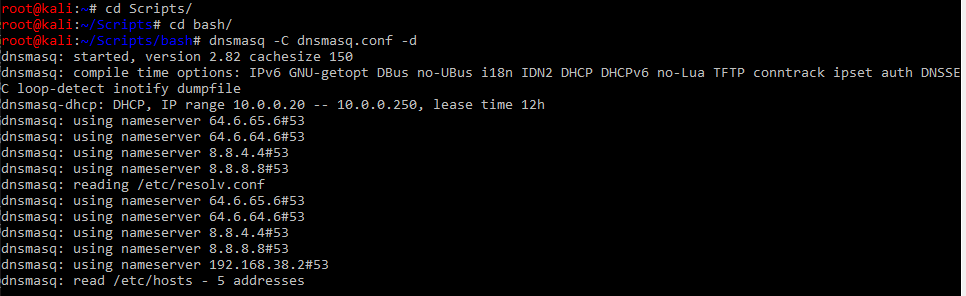 root@kali:~# cd Scripts/
root@kali:~/Scripts# cd bash/
root@kali:~/Scripts/bash# dnsmasq -C dnsmasq.conf -d
dnsmasq: started, version 2.82 cachesize 150
dnsmasq: compile time options: IPv6 GNU-getopt DBus no-UBus i18n IDN2 DHCP DHCPv6 no-Lua TFTP conntrack ipset auth DNSSE
C loop-detect inotify dumpfile
dnsmasq-dhcp: DHCP, IP range 10.0.0.20 -- 10.0.0.250, lease time 12h
dnsmasq: using nameserver 64.6.65.6#53
dnsmasq: using nameserver 64.6.64.6#53
dnsmasq: using nameserver 8.8.4.4#53
dnsmasq: using nameserver 8.8.8.8#53
dnsmasq: reading /etc/resolv.conf
dnsmasq: using nameserver 64.6.65.6#53
dnsmasq: using nameserver 64.6.64.6#53
dnsmasq: using nameserver 8.8.4.4#53
dnsmasq: using nameserver 8.8.8.8#53
dnsmasq: using nameserver 192.168.38.2#53
dnsmasq: read /etc/hosts - 5 addresses